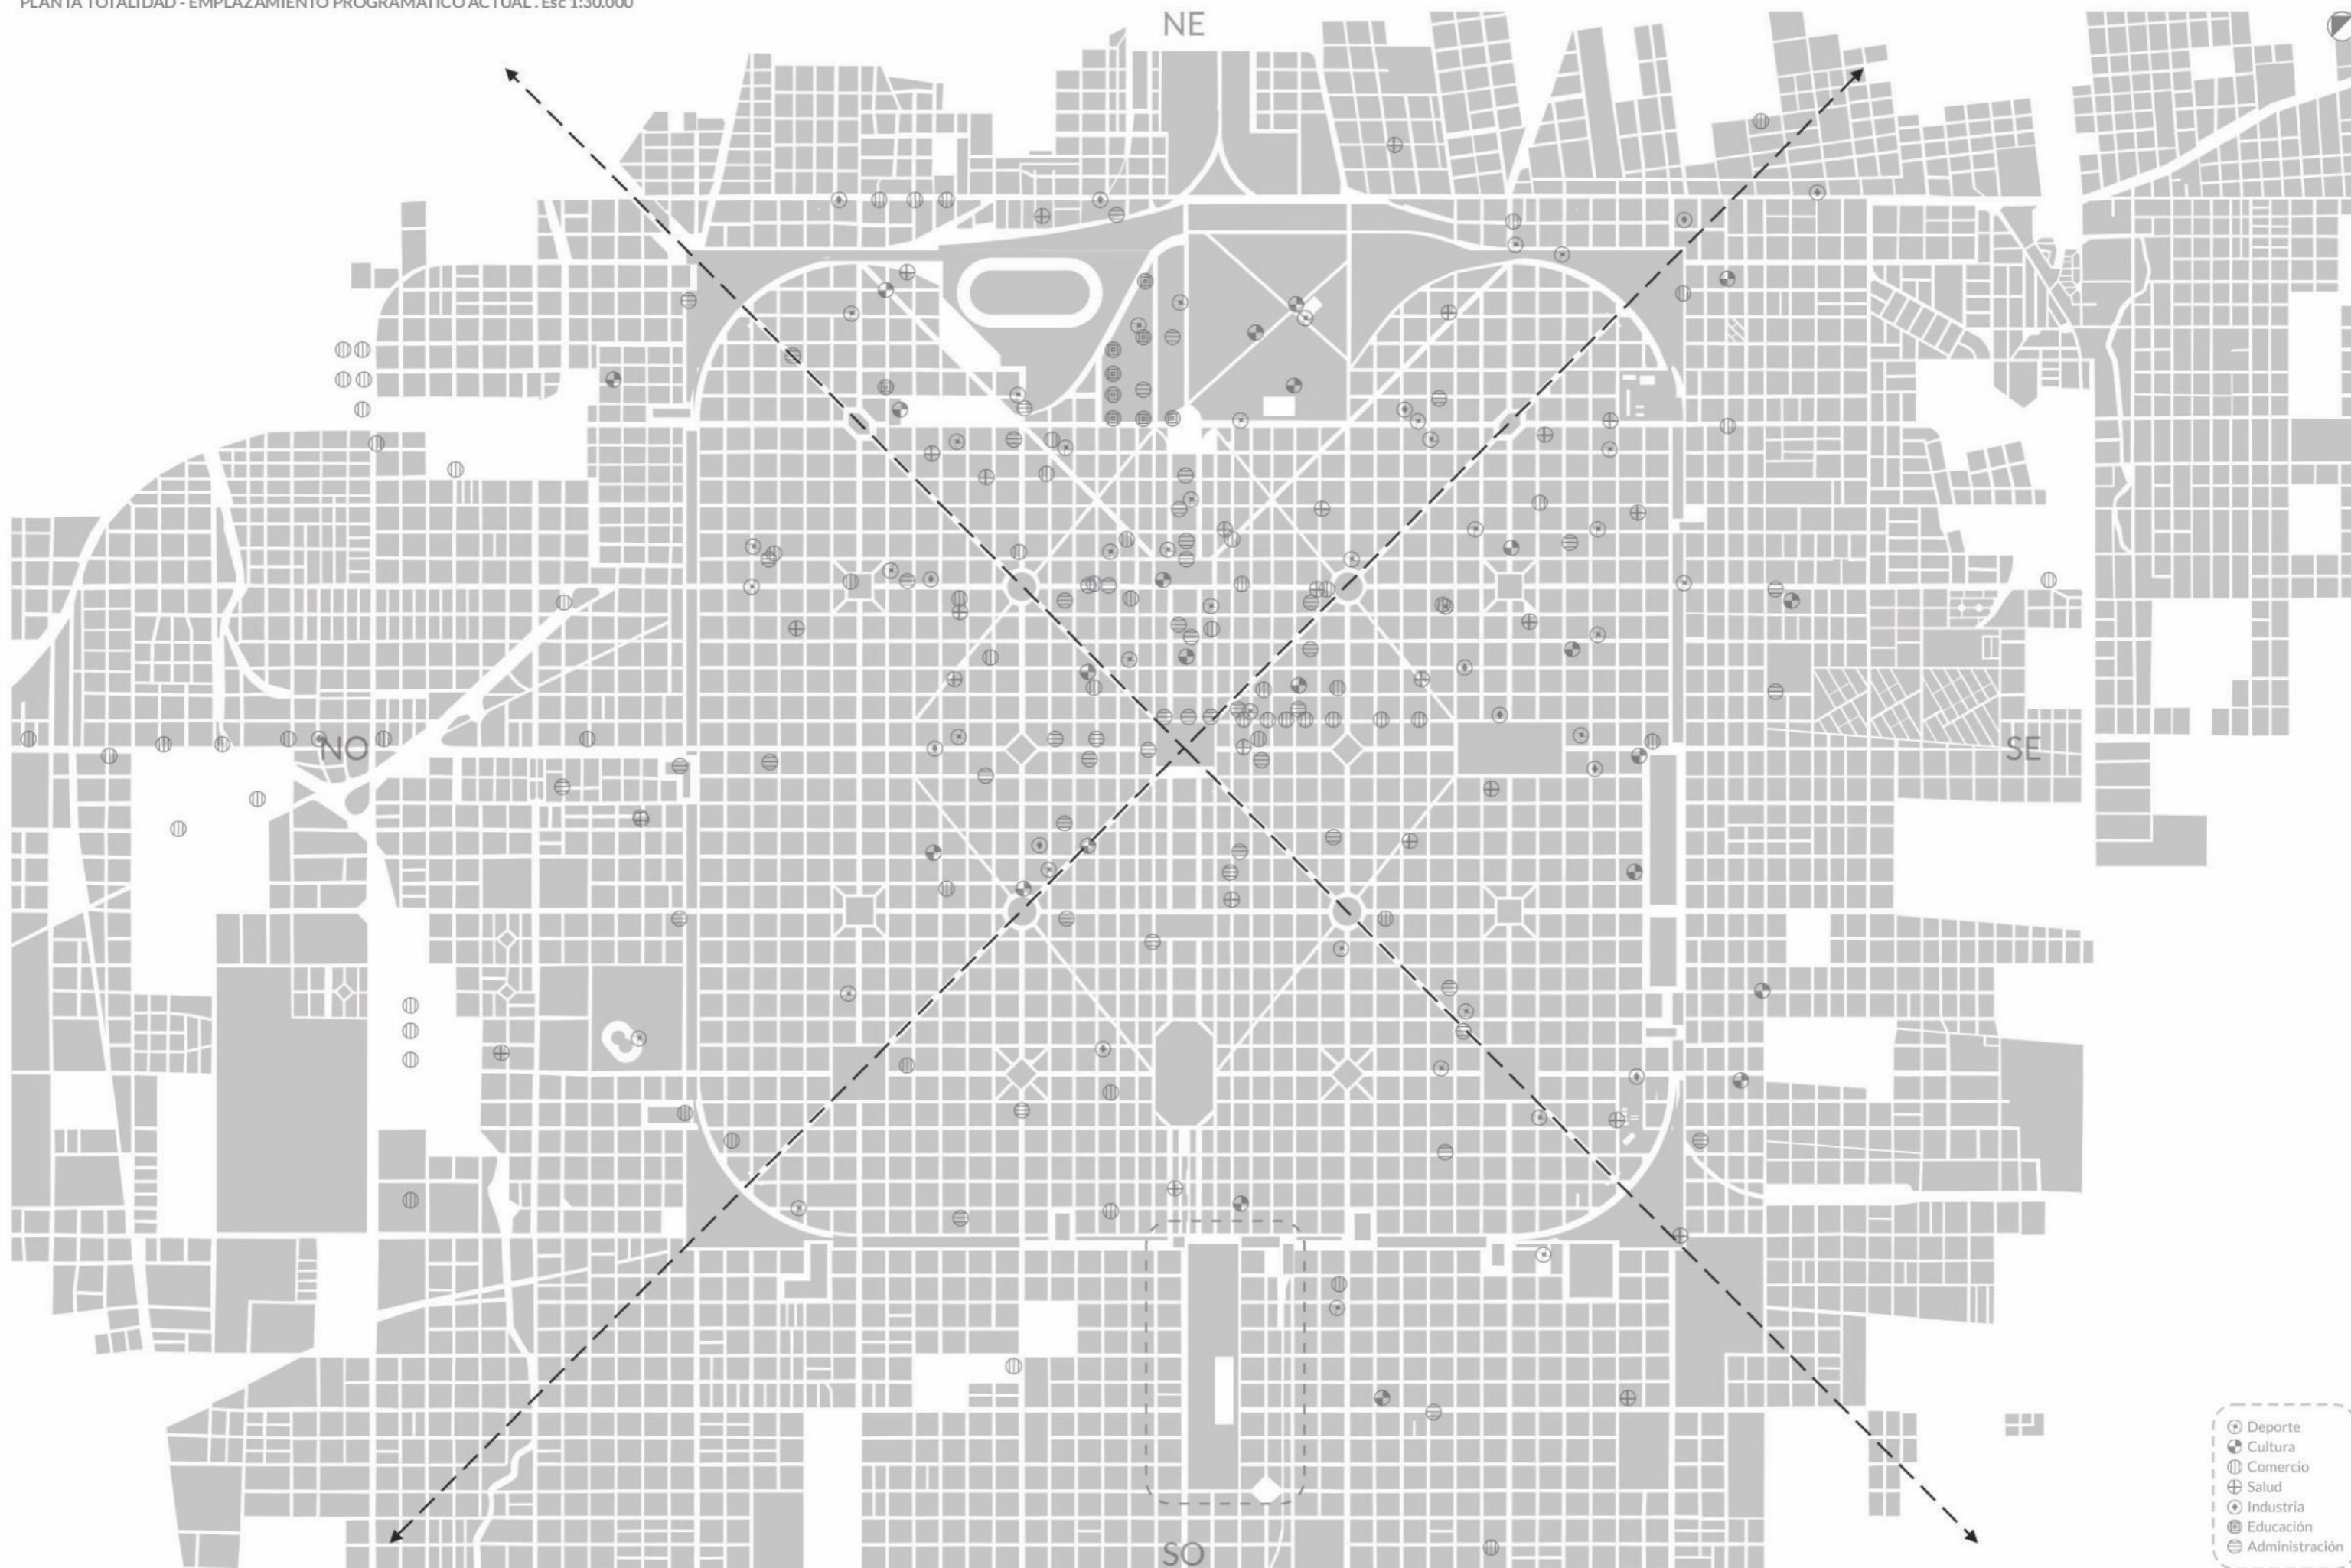 PLANTA TOTALIDAD - EMPLAZAMIENTO PROGRAMÁTICO ACTUAL . Esc 1:30.000
NE
NO
SE
SO
Deporte
Cultura
Comercio
Salud
Industria
Educación
Administración